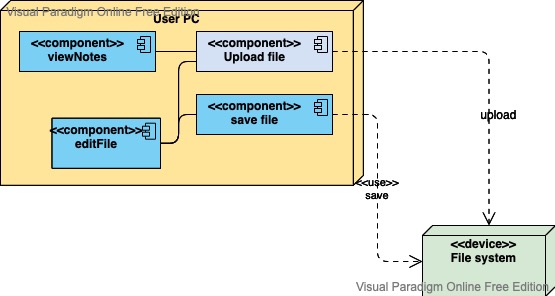 Visual Paradigm Online Free Edition
User PC
<<component>>
viewNotes
<<component>>
Upload file
<<component>>
save file
<<component>>
editFile
upload
<<use>>
save
<<device>>
File system
Visual Paradigm Online Free Edition